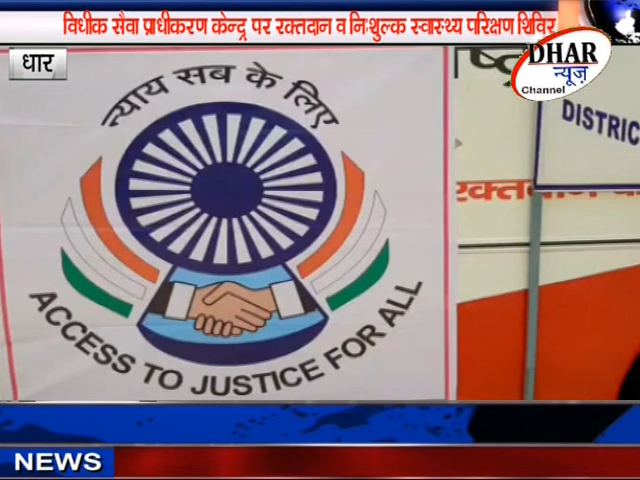 विधीक सेवा प्राधीकरण केन्द्र पर रक्तदान व निःशुल्क स्वास्थ्य परिक्षण शिविर
धार
DHAR
न्यूज़
Channel
न्याय सब के लिए
ACCESS TO JUSTICE FOR ALL
DISTRIC
NEWS